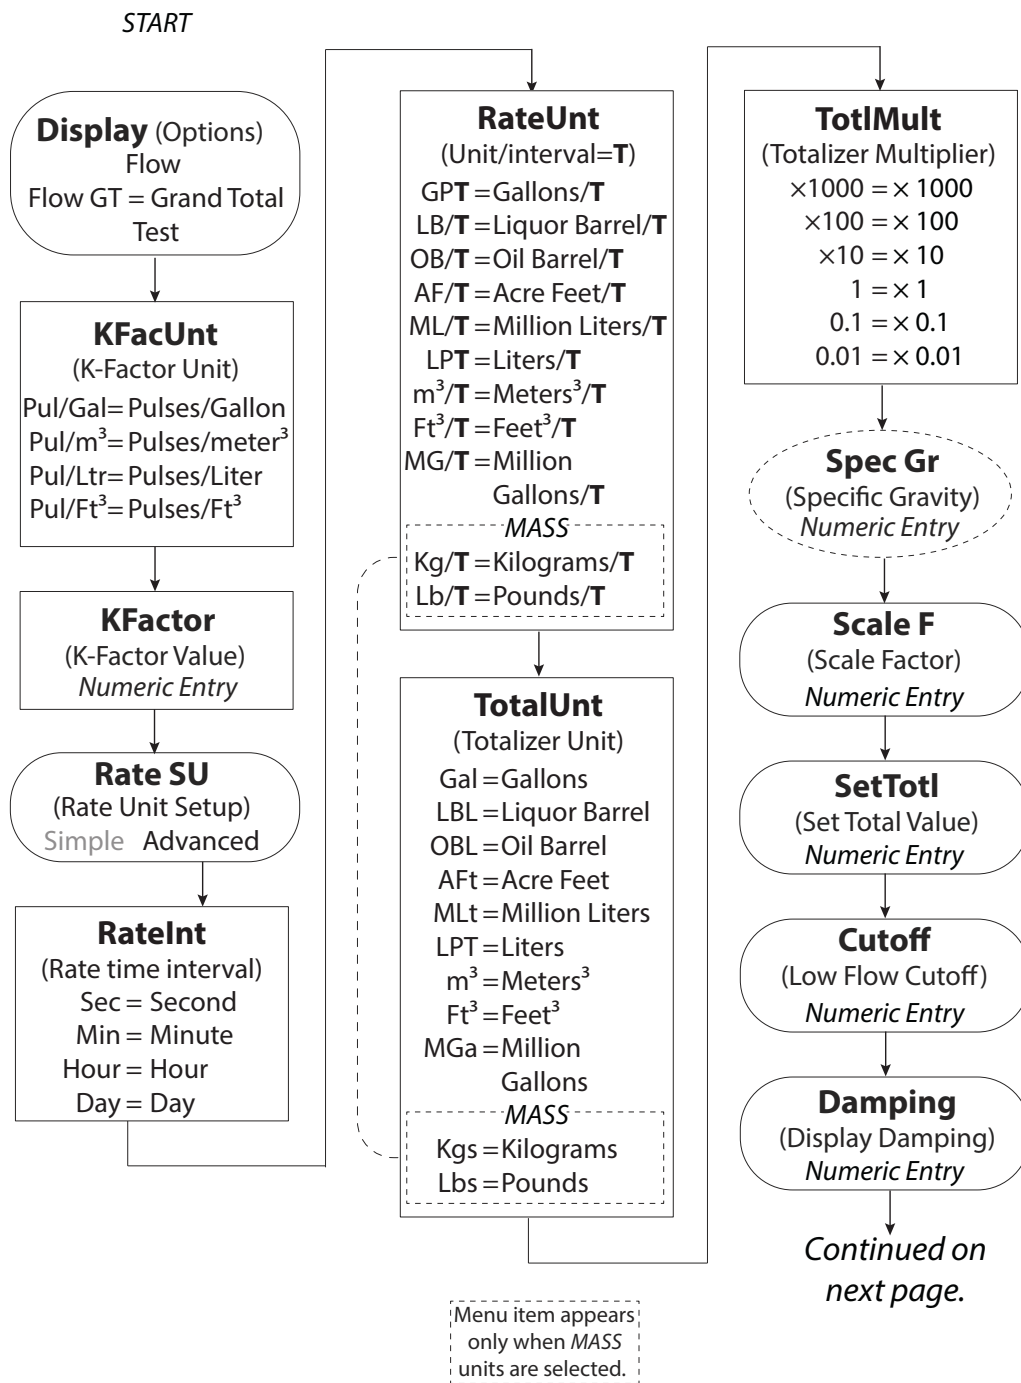 START
Display (Options)
Flow
Flow GT = Grand Total
Test
KFacUnt
(K-Factor Unit)
Pul/Gal= Pulses/Gallon
Pul/m³= Pulses/meter³
Pul/Ltr= Pulses/Liter
Pul/Ft³= Pulses/Ft³
KFactor
(K-Factor Value)
Numeric Entry
Rate SU
(Rate Unit Setup)
Simple Advanced
RateInt
(Rate time interval)
Sec = Second
Min = Minute
Hour = Hour
Day = Day
RateUnt
(Unit/interval=T)
GPT=Gallons/T
LB/T=Liquor Barrel/T
OB/T=Oil Barrel/T
AF/T=Acre Feet/T
ML/T=Million Liters/T
LPT=Liters/T
m³/T=Meters³/T
Ft³/T=Feet³/T
MG/T=Million
Gallons/T
MASS
Kg/T=Kilograms/T
Lb/T=Pounds/T
TotalUnt
(Totalizer Unit)
Gal=Gallons
LBL=Liquor Barrel
OBL=Oil Barrel
AFt=Acre Feet
MLt=Million Liters
LPT=Liters
m³=Meters³
Ft³=Feet³
MGa=Million
Gallons
MASS
Kgs=Kilograms
Lbs=Pounds
Menu item appears
only when MASS
units are selected.
TotlMult
(Totalizer Multiplier)
×1000 = × 1000
×100 = × 100
×10 = × 10
1 = × 1
0.1 = × 0.1
0.01 = × 0.01
Spec Gr
(Specific Gravity)
Numeric Entry
Scale F
(Scale Factor)
Numeric Entry
SetTotl
(Set Total Value)
Numeric Entry
Cutoff
(Low Flow Cutoff)
Numeric Entry
Damping
(Display Damping)
Numeric Entry
Continued on
next page.